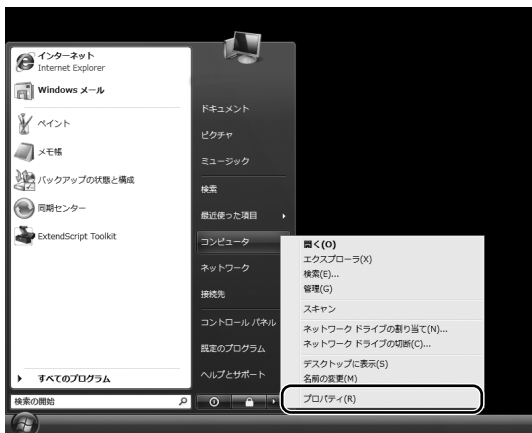 インターネット
Internet Explorer
Windows メール
ペイント
メモ帳
バックアップの状態と構成
同期センター
ExtendScript Toolkit
すべてのプログラム
検索の開始
ドキュメント
ピクチャ
ミュージック
検索
最近使った項目
コンピュータ
ネットワーク
接続先
コントロール パネル
既定のプログラム
ヘルプとサポート
開く(O)
エクスプローラ(X)
検索(E)...
管理(G)
スキャン
ネットワーク ドライブの割り当て(N)...
ネットワーク ドライブの切断(C)...
デスクトップに表示(S)
名前の変更(M)
プロパティ(R)